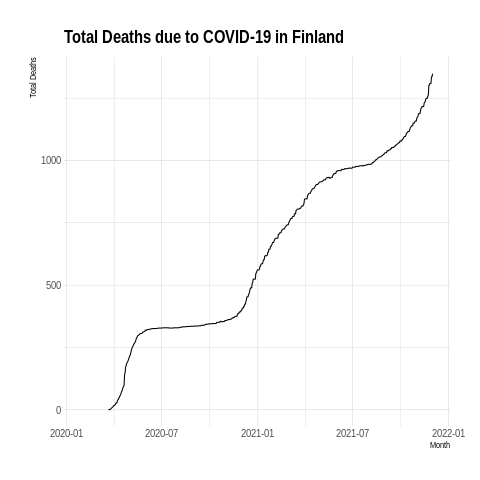 Total Deaths due to COVID-19 in Finland
Total Deaths
1000
500
0
2020-01 2020-07 2021-01 2021-07 2022-01
Month